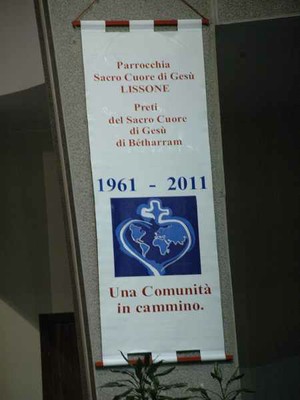 Parrocchia
Sacro Cuore di Gesù
LISSONE
Preti
del Sacro Cuore
di Gesù
di Bétharram
1961 - 2011
Una Comunità
in cammino.